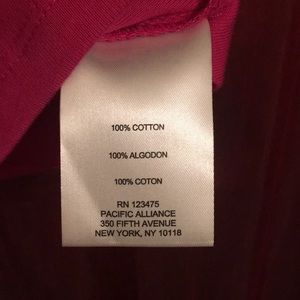 100% COTTON
100% ALGODON
100% COTON
RN 123475
PACIFIC ALLIANCE
350 FIFTH AVENUE
NEW YORK, NY 10118